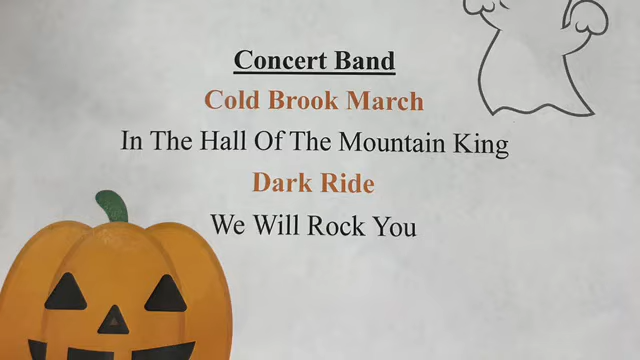 Concert Band
Cold Brook March
In The Hall Of The Mountain King
Dark Ride
We Will Rock You